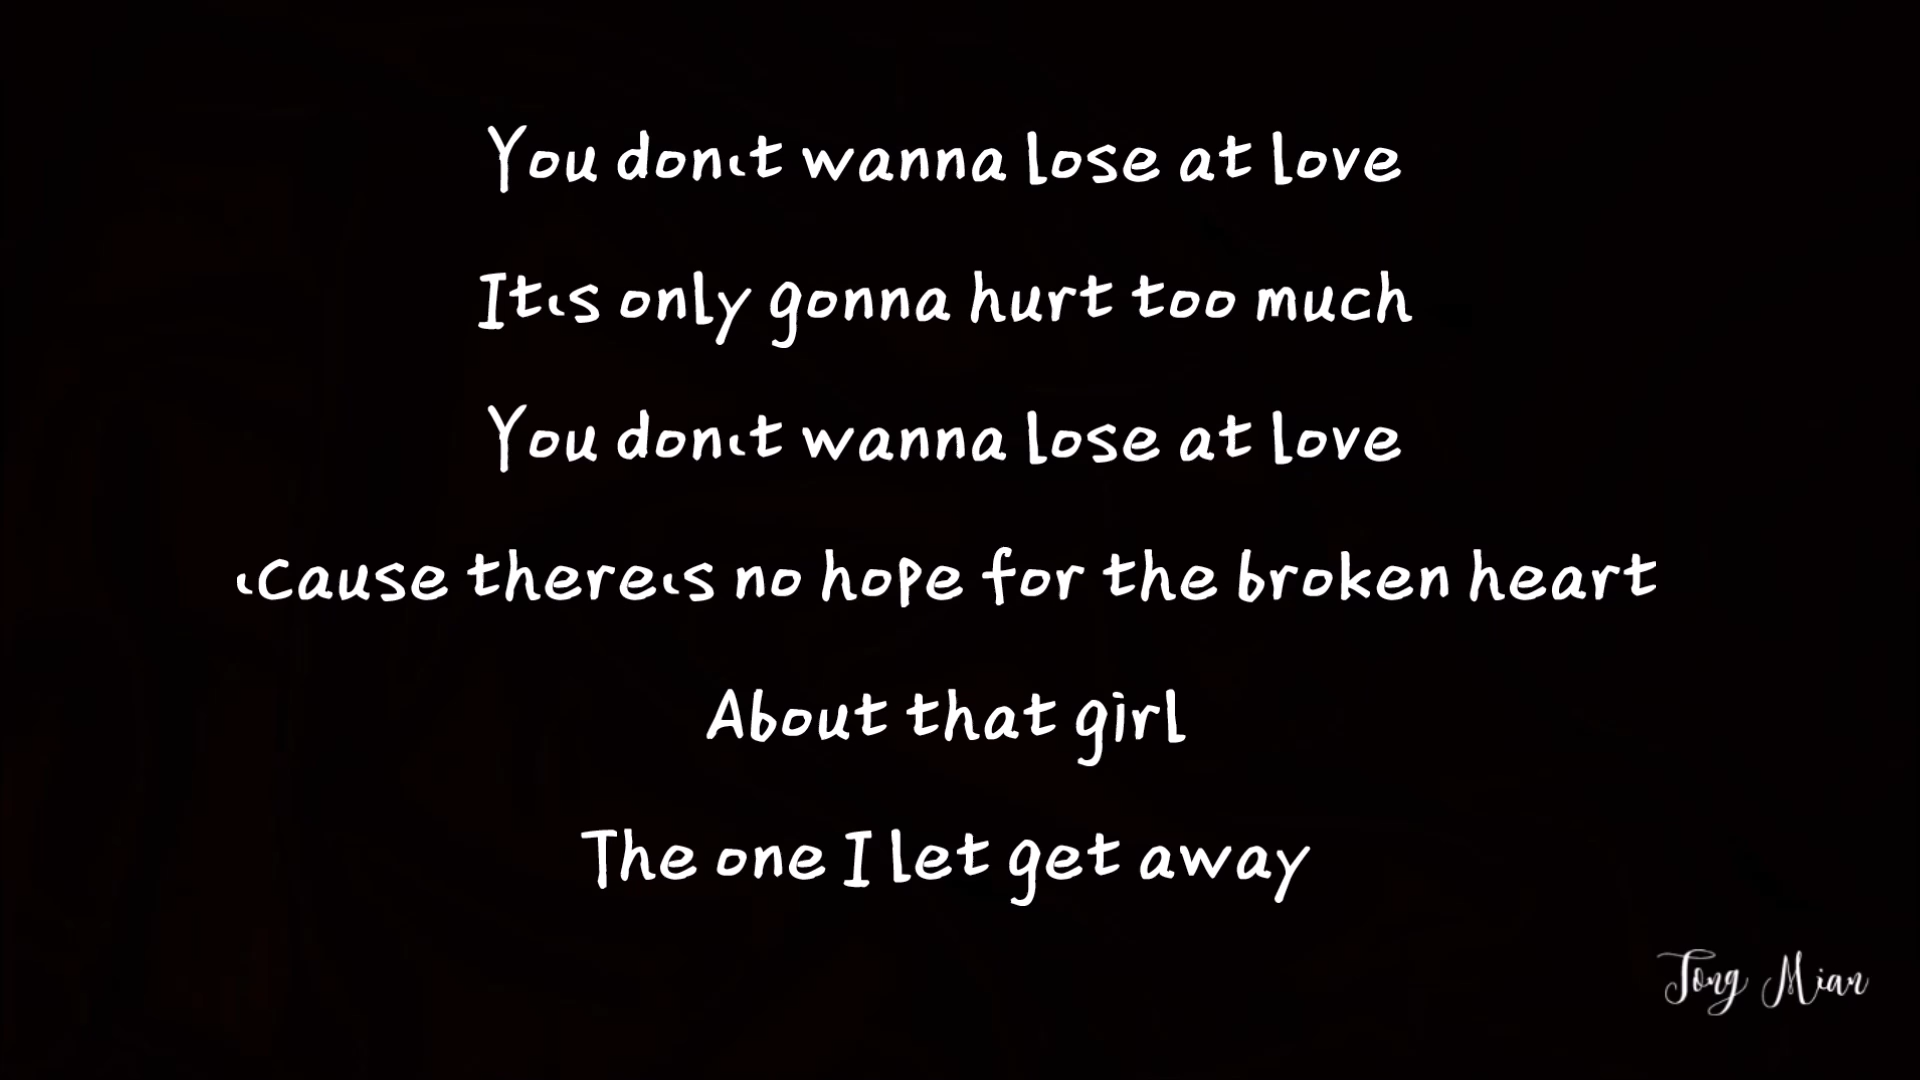 You don't wanna lose at love
It's only gonna hurt too much
You don't wanna lose at love
'Cause there's no hope for the broken heart
About that girl
The one I let get away
Tong Mian